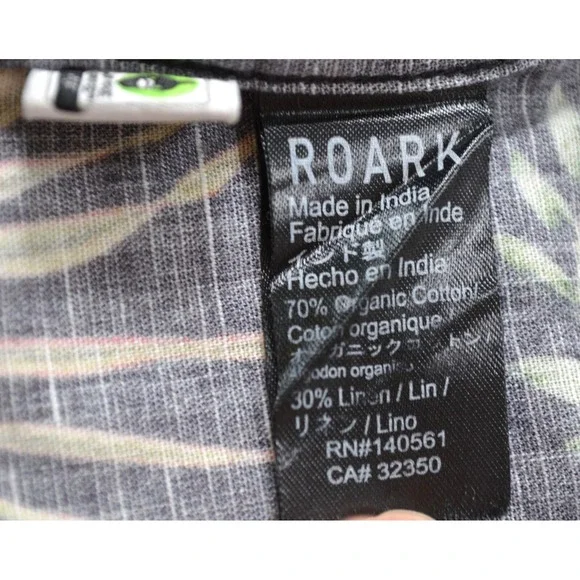 ROARK
Made in India
Fabrique en Inde
インド製
Hecho en India
70% Organic Cotton/
Coton organique
オーガニックコットン/
Algodon organico
30% Linen / Lin /
リネン / Lino
RN#140561
CA# 32350